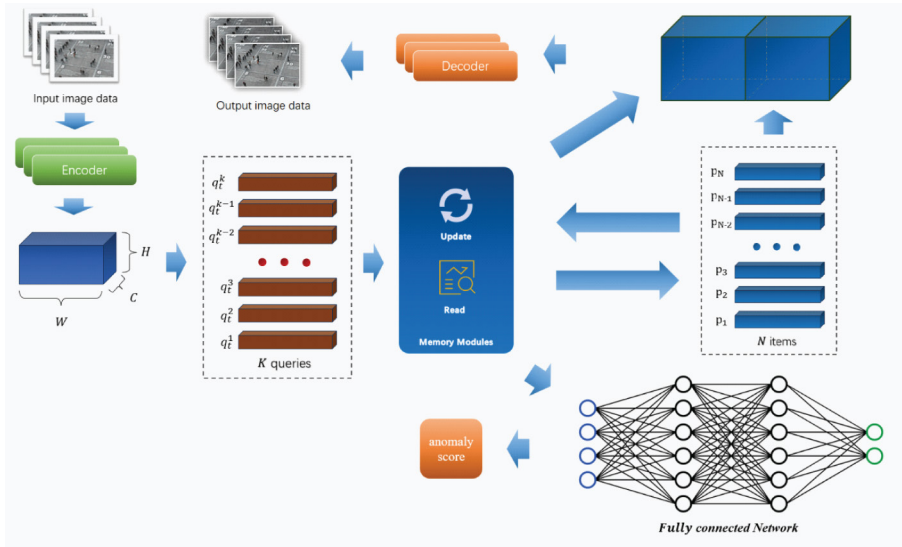 Input image data
Output image data
Decoder
Encoder
H
C
W
q_t^k
q_t^{k-1}
q_t^{k-2}
q_t^3
q_t^2
q_t^1
K queries
Update
Read
Memory Modules
p_N
p_{N-1}
p_{N-2}
p_3
p_2
p_1
N items
anomaly
score
Fully connected Network